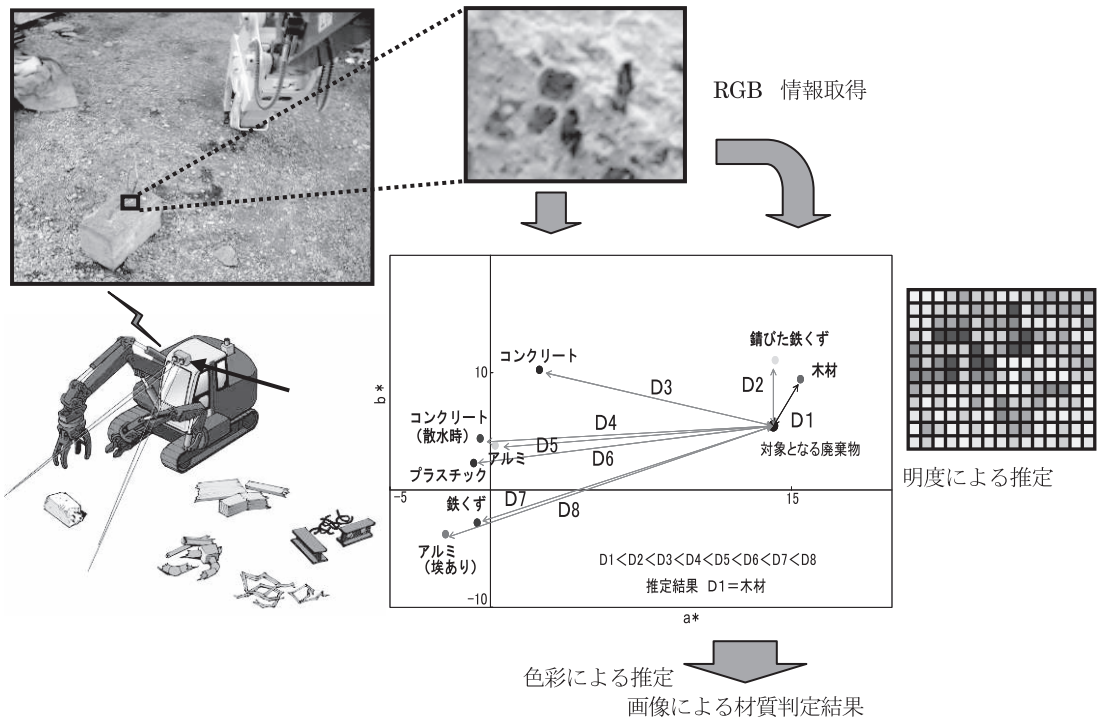 RGB 情報取得
錆びた鉄くず
コンクリート
木材
10
D3
D2
b*
コンクリート
(散水時)
D4
D1
D5
アルミ
対象となる廃棄物
D6
プラスチック
明度による推定
-5
D7
15
鉄くず
D8
アルミ
(埃あり)
D1<D2<D3<D4<D5<D6<D7<D8
推定結果 D1=木材
-10
a*
色彩による推定
画像による材質判定結果